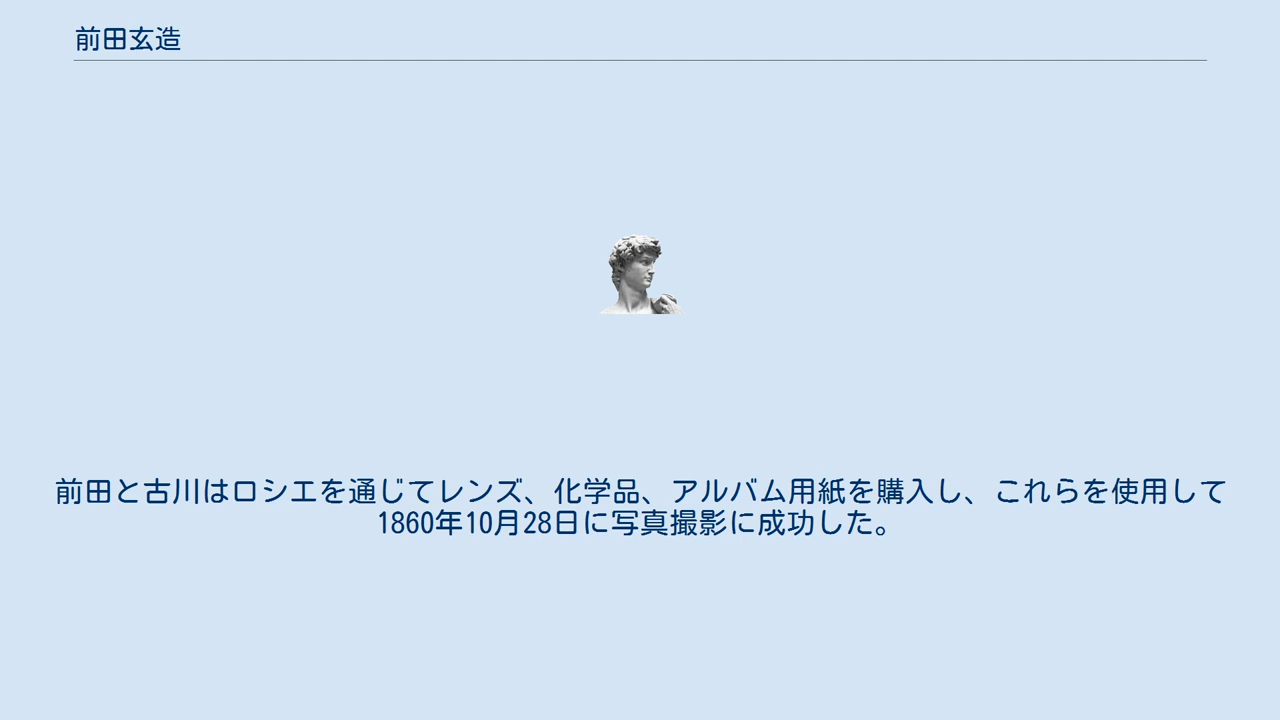 前田玄造
前田と古川はロシエを通じてレンズ、化学品、アルバム用紙を購入し、これらを使用して
1860年10月28日に写真撮影に成功した。